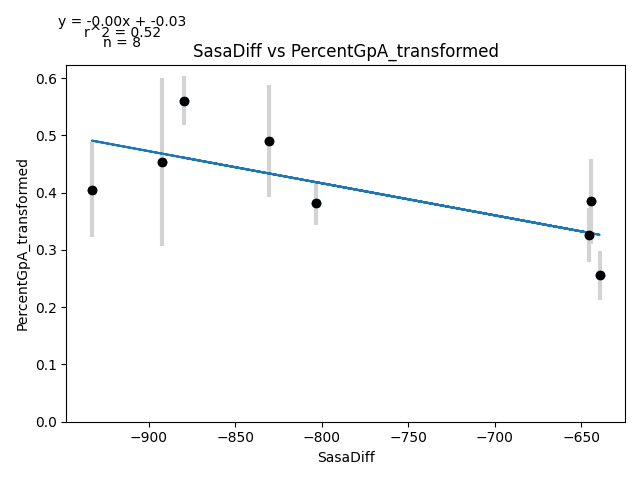 y = -0.00x + -0.03
r^2 = 0.52
n = 8
SasaDiff vs PercentGpA_transformed
0.6
0.5
0.4
0.3
0.2
0.1
0.0
PercentGpA_transformed
−900
−850
−800
−750
−700
−650
SasaDiff